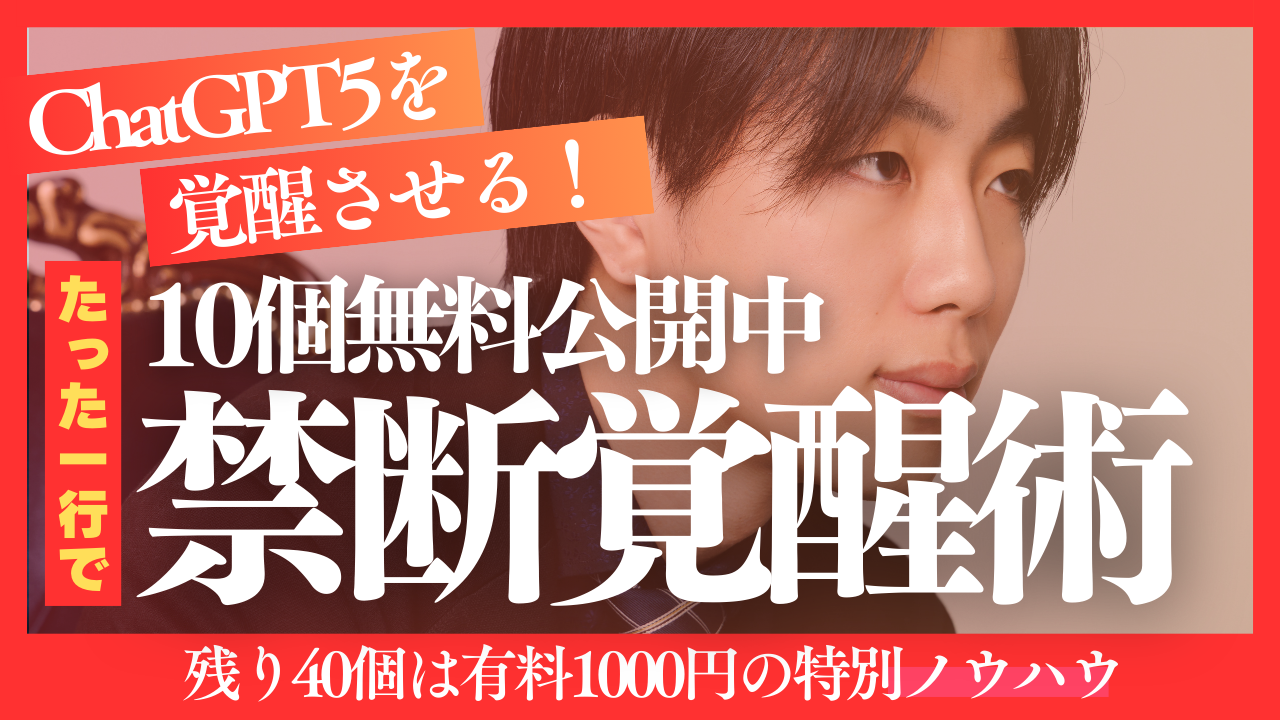 ChatGPT5を
覚醒させる！
たった一行で
10個無料公開中
禁断覚醒術
残り40個は有料1000円の特別ノウハウ